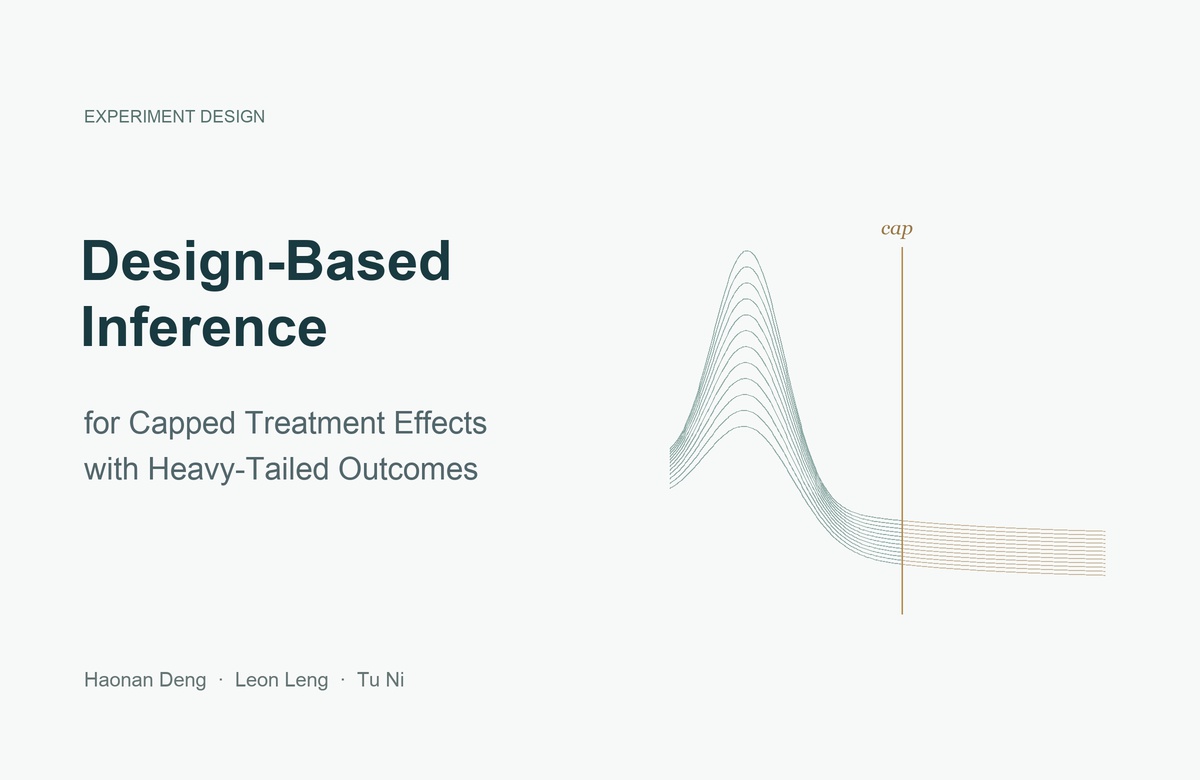 EXPERIMENT DESIGN
Design-Based
Inference
for Capped Treatment Effects
with Heavy-Tailed Outcomes
cap
Haonan Deng · Leon Leng · Tu Ni